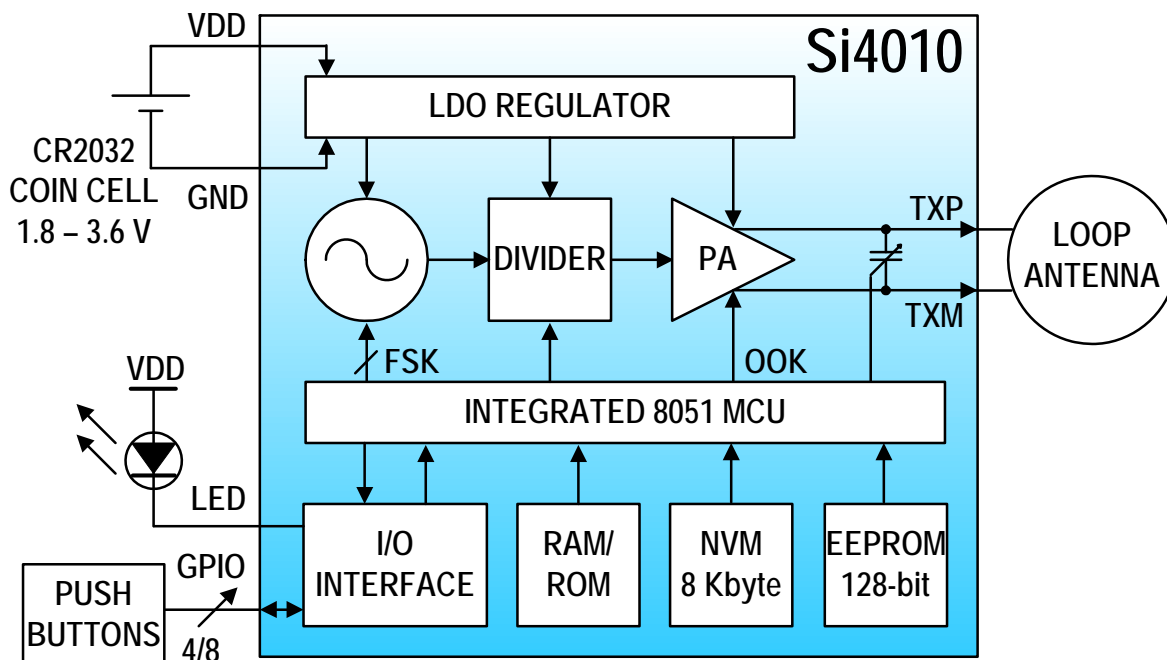 VDD
Si4010
LDO REGULATOR
CR2032
COIN CELL
1.8 – 3.6 V
GND
DIVIDER
PA
TXP
TXM
LOOP
ANTENNA
FSK
OOK
VDD
INTEGRATED 8051 MCU
LED
I/O
INTERFACE
RAM/
ROM
NVM
8 Kbyte
EEPROM
128-bit
GPIO
PUSH
BUTTONS
4/8